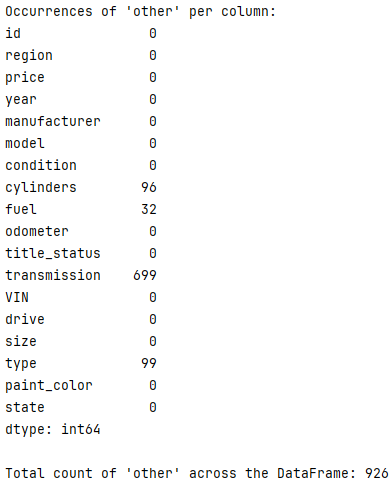 Occurrences of 'other' per column:
id                0
region            0
price             0
year              0
manufacturer      0
model             0
condition         0
cylinders        96
fuel             32
odometer          0
title_status      0
transmission    699
VIN               0
drive             0
size              0
type             99
paint_color       0
state             0
dtype: int64

Total count of 'other' across the DataFrame: 926